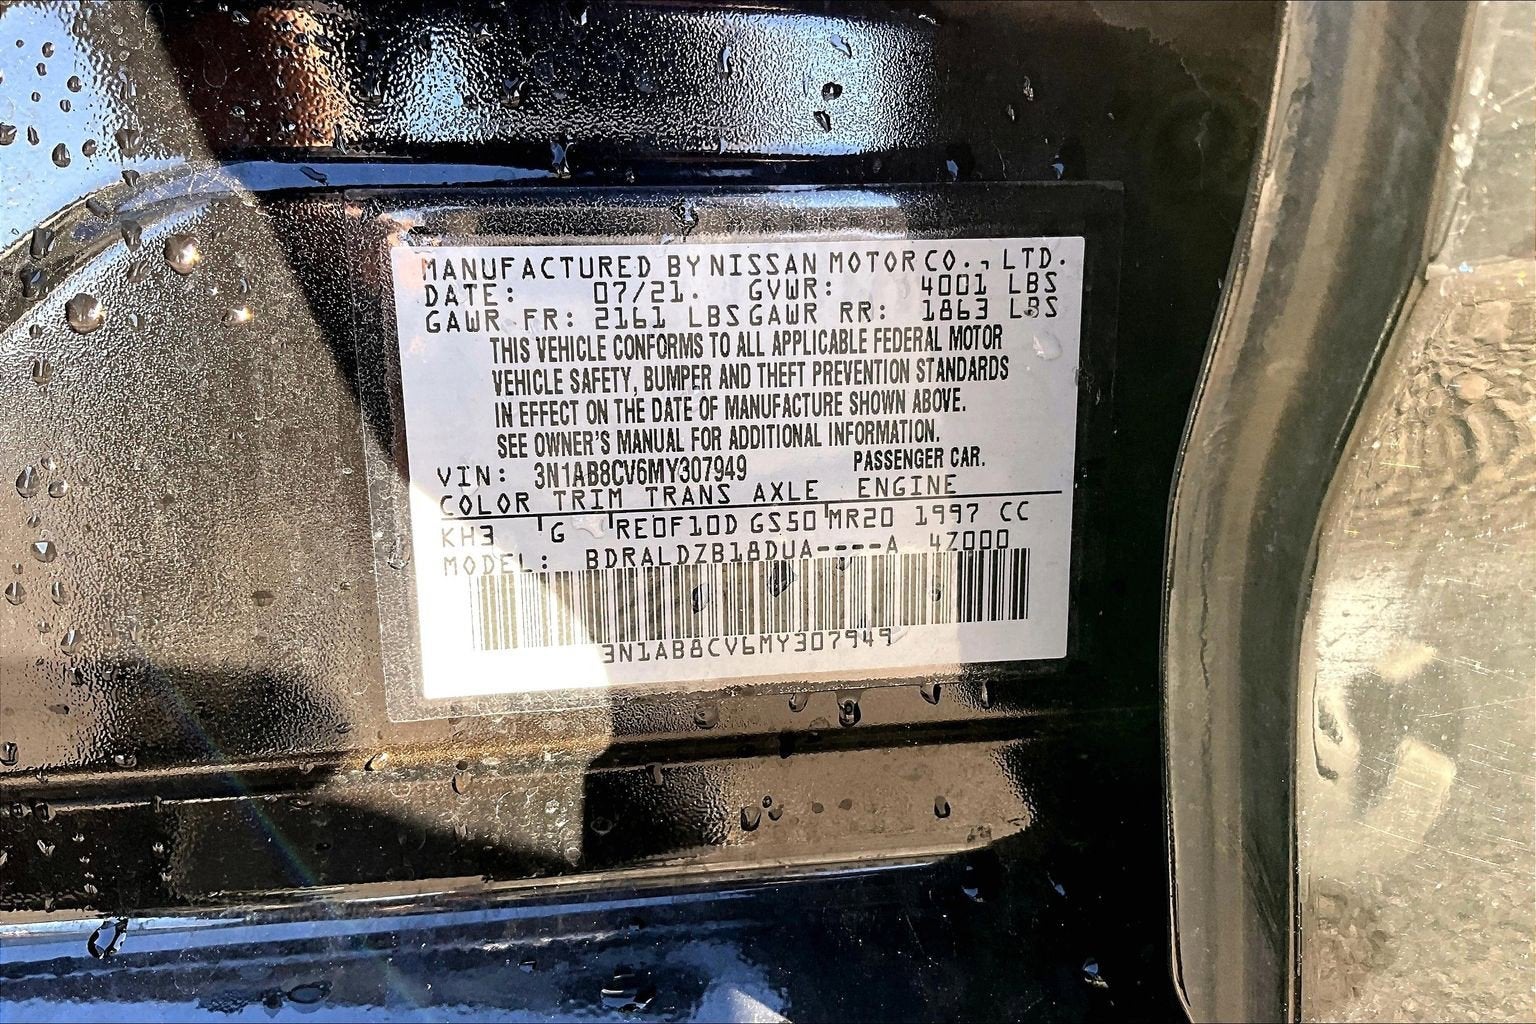 MANUFACTURED BY NISSAN MOTOR CO., LTD.
DATE: 07/21. GVWR: 4001 LBS
GAWR FR: 2161 LBS GAWR RR: 1863 LBS
THIS VEHICLE CONFORMS TO ALL APPLICABLE FEDERAL MOTOR
VEHICLE SAFETY, BUMPER AND THEFT PREVENTION STANDARDS
IN EFFECT ON THE DATE OF MANUFACTURE SHOWN ABOVE.
SEE OWNER'S MANUAL FOR ADDITIONAL INFORMATION.
VIN: 3N1AB8CV6MY307949 PASSENGER CAR.
COLOR TRIM TRANS AXLE ENGINE
KH3 G RE0F10D GS50 MR20 1997 CC
MODEL: BDRALDZB18DUA----A 4Z000
3N1AB8CV6MY307949